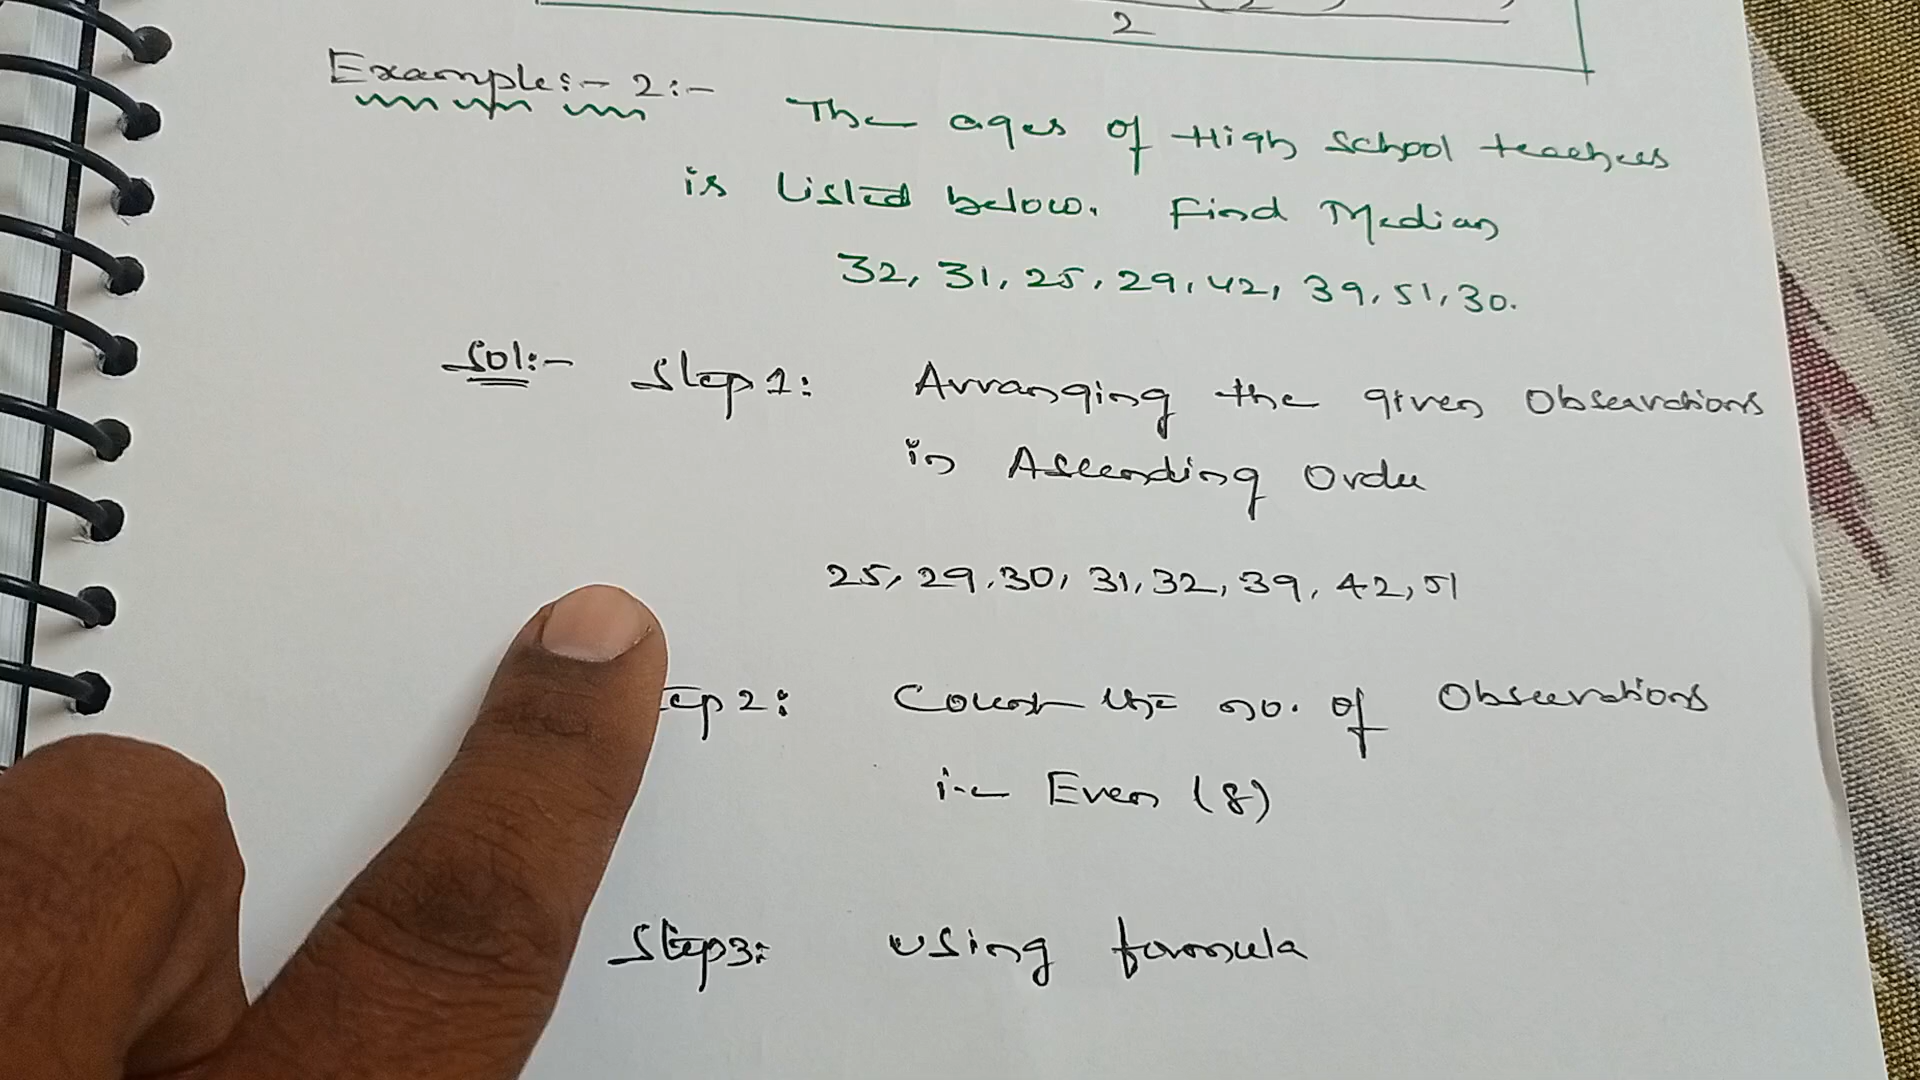 2
Example:- 2:-
The ages of High School teachers
is Listed below. Find Median
32, 31, 25, 29, 42, 39, 51, 30.
Sol:- Step 1: Arranging the given Observations
in Ascending Order
25, 29, 30, 31, 32, 39, 42, 51
ep 2: Count the no. of Observations
i.e Even (8)
Step3: using formula